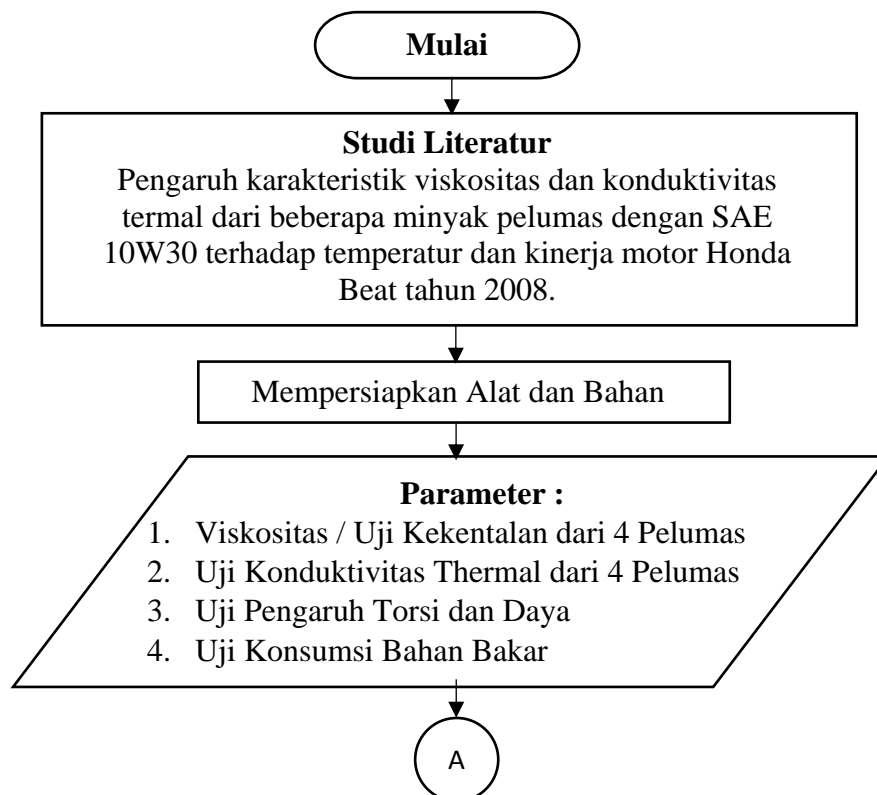 Mulai
Studi Literatur
Pengaruh karakteristik viskositas dan konduktivitas
termal dari beberapa minyak pelumas dengan SAE
10W30 terhadap temperatur dan kinerja motor Honda
Beat tahun 2008.
Mempersiapkan Alat dan Bahan
Parameter :
1. Viskositas / Uji Kekentalan dari 4 Pelumas
2. Uji Konduktivitas Thermal dari 4 Pelumas
3. Uji Pengaruh Torsi dan Daya
4. Uji Konsumsi Bahan Bakar
A